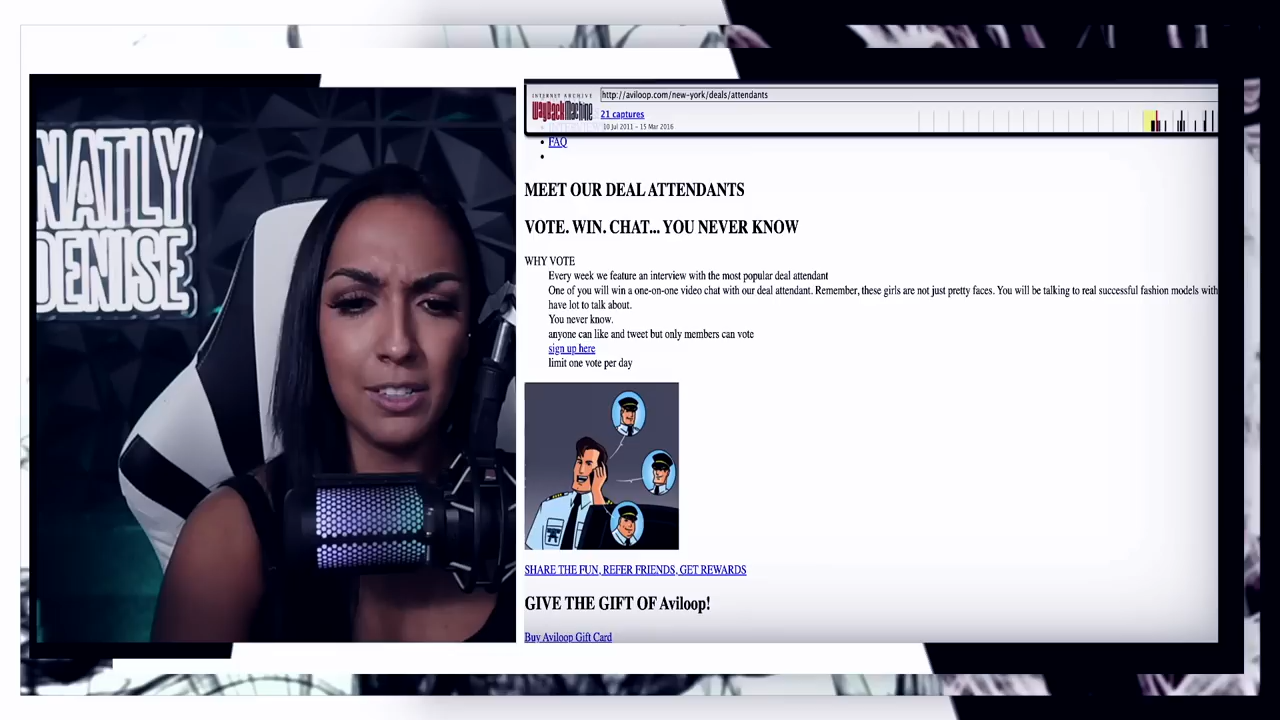 NATLY
DENISE
INTERNET ARCHIVE
WayBackMachine
http://aviloop.com/new-york/deals/attendants
21 captures
10 Jul 2011 - 15 Mar 2016
FAQ
MEET OUR DEAL ATTENDANTS
VOTE. WIN. CHAT... YOU NEVER KNOW
WHY VOTE
Every week we feature an interview with the most popular deal attendant
One of you will win a one-on-one video chat with our deal attendant. Remember, these girls are not just pretty faces. You will be talking to real successful fashion models with
have lot to talk about.
You never know.
anyone can like and tweet but only members can vote
sign up here
limit one vote per day
SHARE THE FUN, REFER FRIENDS, GET REWARDS
GIVE THE GIFT OF Aviloop!
Buy Aviloop Gift Card